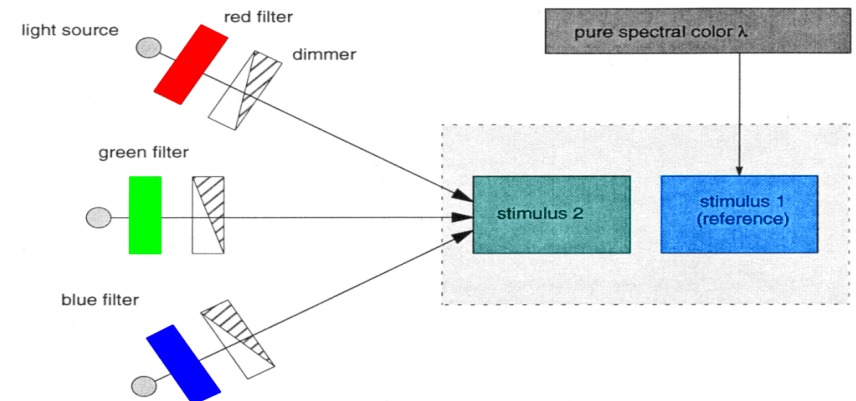 red filter
light source
dimmer
pure spectral color λ
green filter
stimulus 2
stimulus 1
(reference)
blue filter